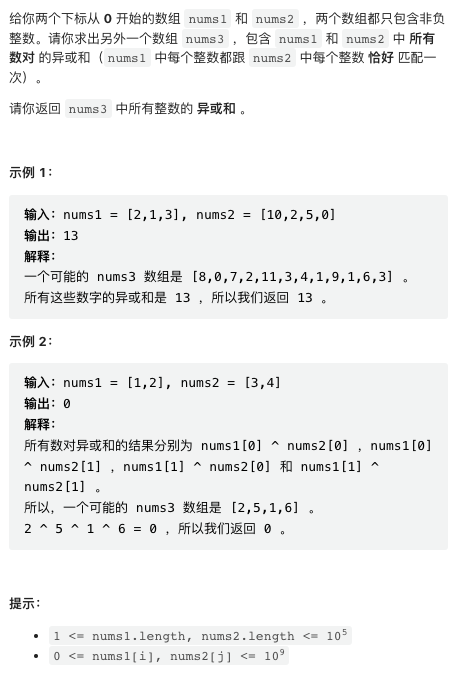 给你两个下标从 0 开始的数组 nums1 和 nums2 ，两个数组都只包含非负
整数。请你求出另外一个数组 nums3 ，包含 nums1 和 nums2 中 所有
数对 的异或和（ nums1 中每个整数都跟 nums2 中每个整数 恰好 匹配一
次）。
请你返回 nums3 中所有整数的 异或和 。
示例 1：
输入：nums1 = [2,1,3], nums2 = [10,2,5,0]
输出：13
解释：
一个可能的 nums3 数组是 [8,0,7,2,11,3,4,1,9,1,6,3] 。
所有这些数字的异或和是 13 ，所以我们返回 13 。
示例 2：
输入：nums1 = [1,2], nums2 = [3,4]
输出：0
解释：
所有数对异或和的结果分别为 nums1[0] ^ nums2[0] ，nums1[0]
^ nums2[1] ，nums1[1] ^ nums2[0] 和 nums1[1] ^
nums2[1] 。
所以，一个可能的 nums3 数组是 [2,5,1,6] 。
2 ^ 5 ^ 1 ^ 6 = 0 ，所以我们返回 0 。
提示：
• 1 <= nums1.length, nums2.length <= 10⁵
• 0 <= nums1[i], nums2[j] <= 10⁹